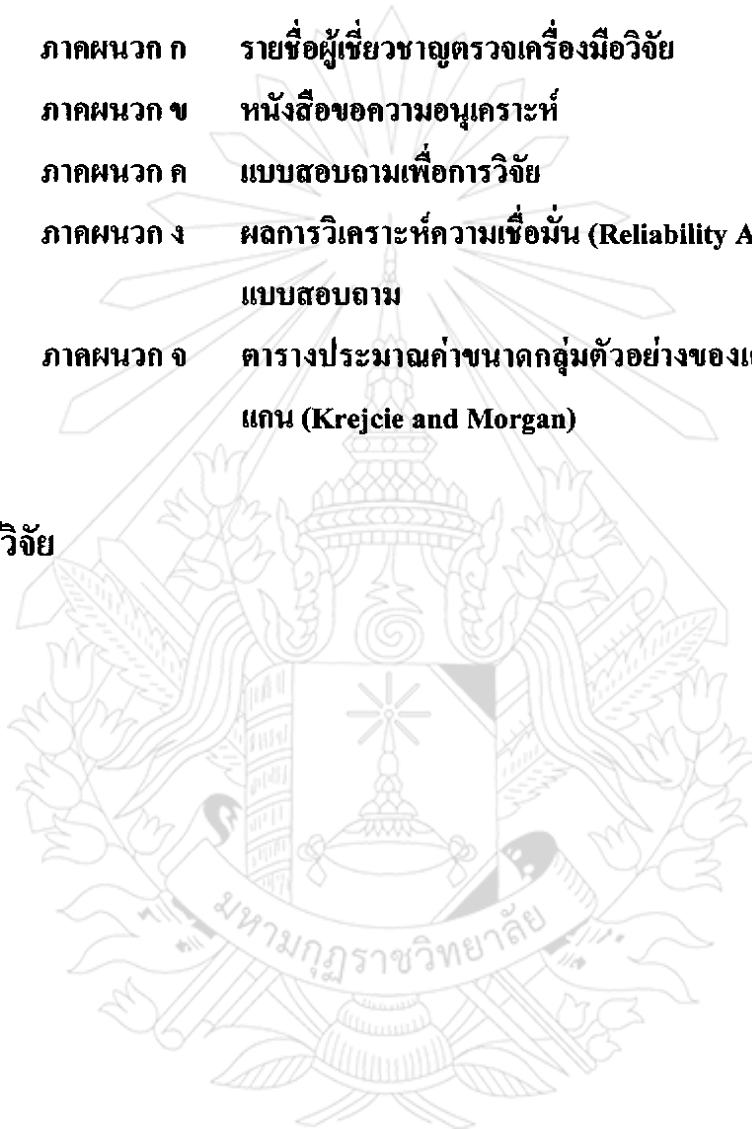 ภาคผนวก ก รายชื่อผู้เชี่ยวชาญตรวจเครื่องมือวิจัย
ภาคผนวก ข หนังสือขอความอนุเคราะห์
ภาคผนวก ค แบบสอบถามเพื่อการวิจัย
ภาคผนวก ง ผลการวิเคราะห์ความเชื่อมั่น (Reliability A
แบบสอบถาม
ภาคผนวก จ ตารางประมาณค่าขนาดกลุ่มตัวอย่างของเ
แกน (Krejcie and Morgan)
วิจัย
มหามกุฏราชวิทยาลัย